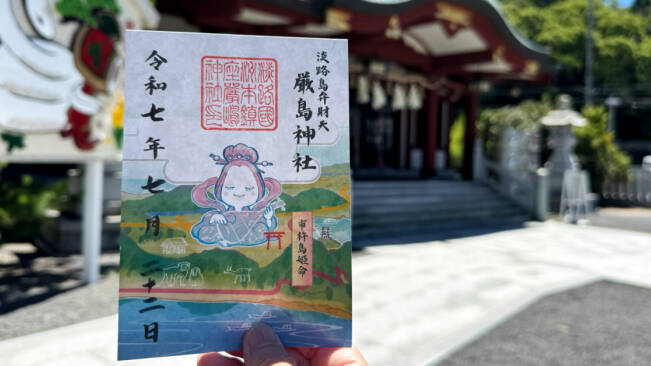 淡路島弁財天
厳島神社
令和七年七月二十二日
市杵島姫命